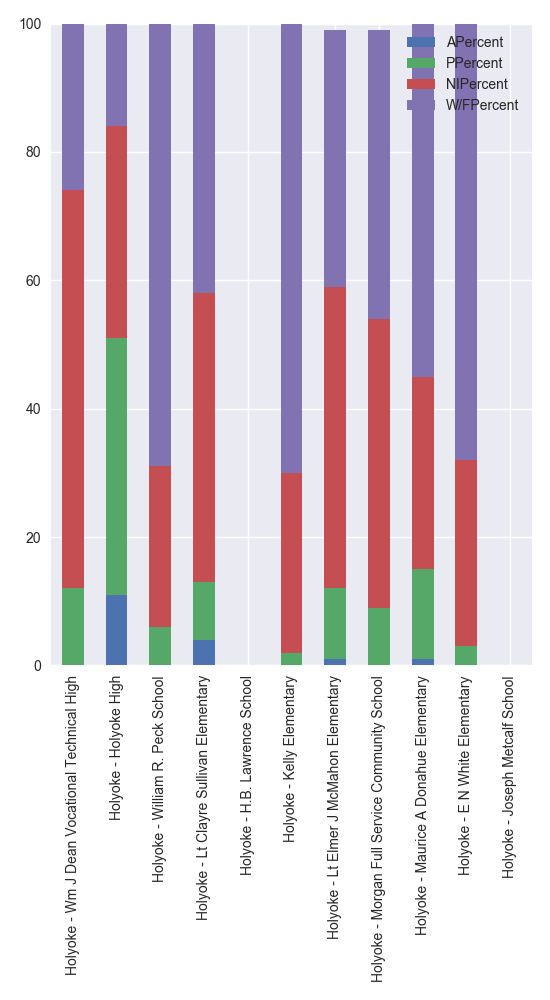 100
80
60
40
20
0
APercent
PPercent
NIPercent
W/FPercent
Holyoke - Wm J Dean Vocational Technical High
Holyoke - Holyoke High
Holyoke - William R. Peck School
Holyoke - Lt Clayre Sullivan Elementary
Holyoke - H.B. Lawrence School
Holyoke - Kelly Elementary
Holyoke - Lt Elmer J McMahon Elementary
Holyoke - Morgan Full Service Community School
Holyoke - Maurice A Donahue Elementary
Holyoke - E N White Elementary
Holyoke - Joseph Metcalf School